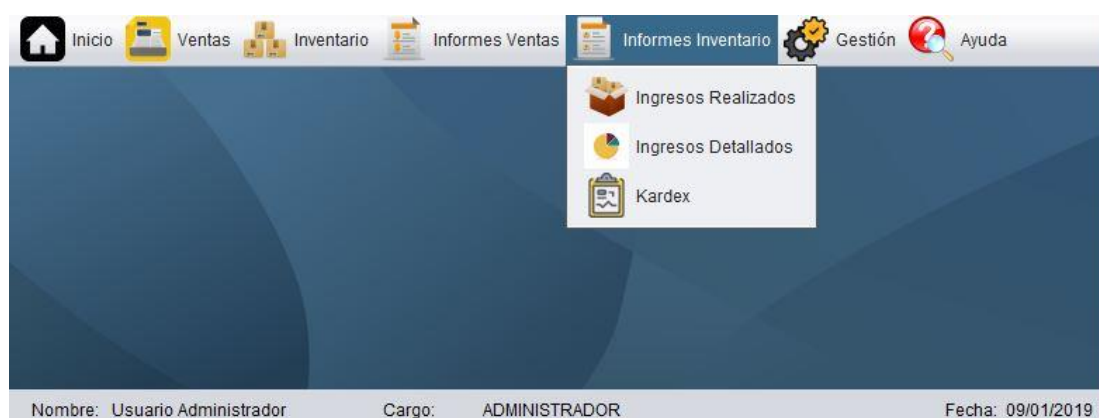 Inicio Ventas Inventario Informes Ventas Informes Inventario Gestión Ayuda
Ingresos Realizados
Ingresos Detallados
Kardex
Nombre: Usuario Administrador Cargo: ADMINISTRADOR Fecha: 09/01/2019